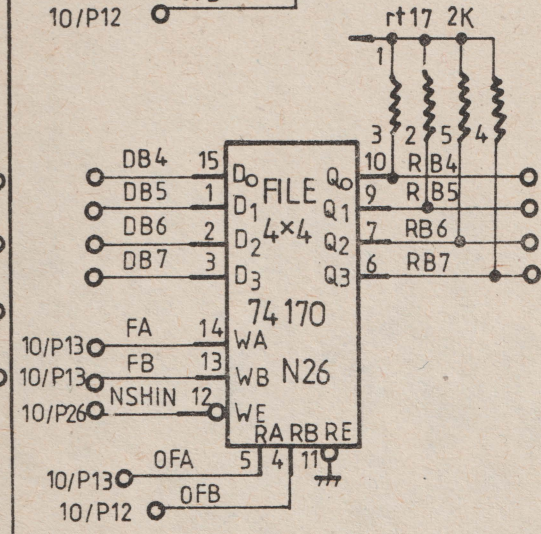 10/P12
rt17 2K
1
3 2 5 4
DB4 15 D0 Q0 10 RB4
DB5 1 D1 FILE Q1 9 RB5
DB6 2 D2 4×4 Q2 7 RB6
DB7 3 D3 Q3 6 RB7
74170
10/P13 FA 14 WA
10/P13 FB 13 WB N26
10/P26 NSHIN 12 WE
RA RB RE
10/P13 OFA 5 4 11
10/P12 OFB